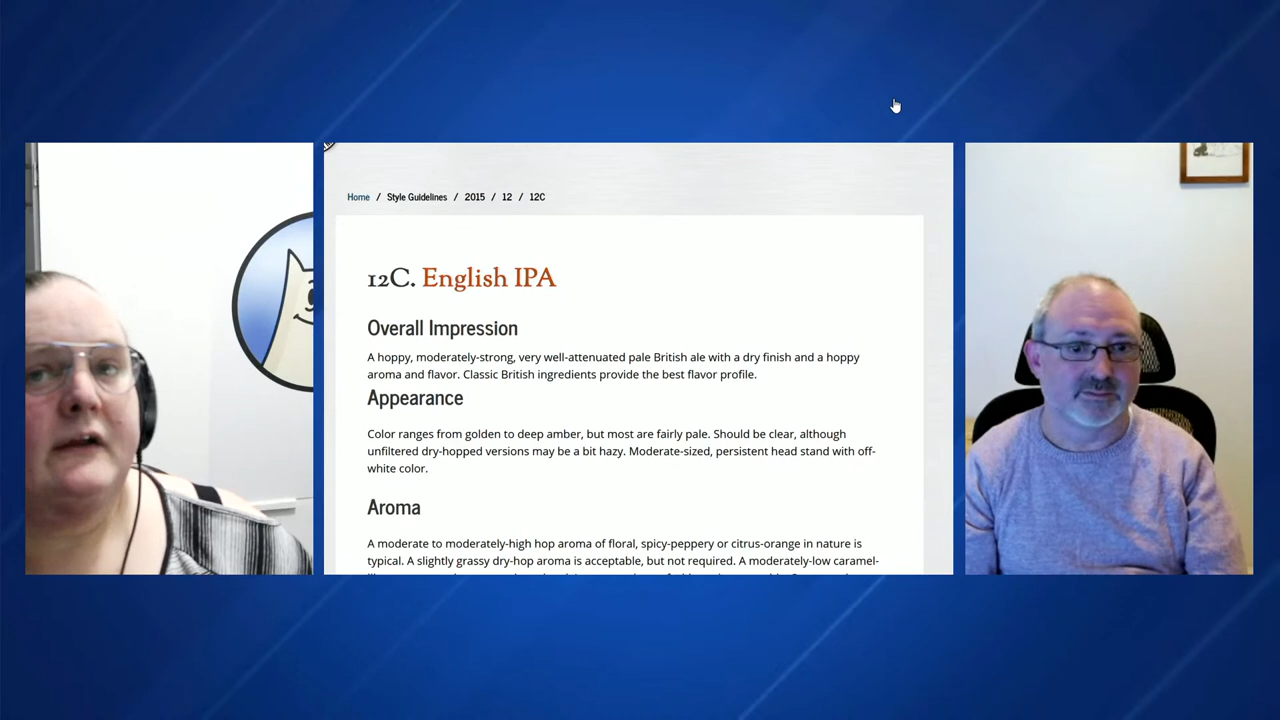 Home / Style Guidelines / 2015 / 12 / 12C
12C. English IPA
Overall Impression
A hoppy, moderately-strong, very well-attenuated pale British ale with a dry finish and a hoppy
aroma and flavor. Classic British ingredients provide the best flavor profile.
Appearance
Color ranges from golden to deep amber, but most are fairly pale. Should be clear, although
unfiltered dry-hopped versions may be a bit hazy. Moderate-sized, persistent head stand with off-
white color.
Aroma
A moderate to moderately-high hop aroma of floral, spicy-peppery or citrus-orange in nature is
typical. A slightly grassy dry-hop aroma is acceptable, but not required. A moderately-low caramel-